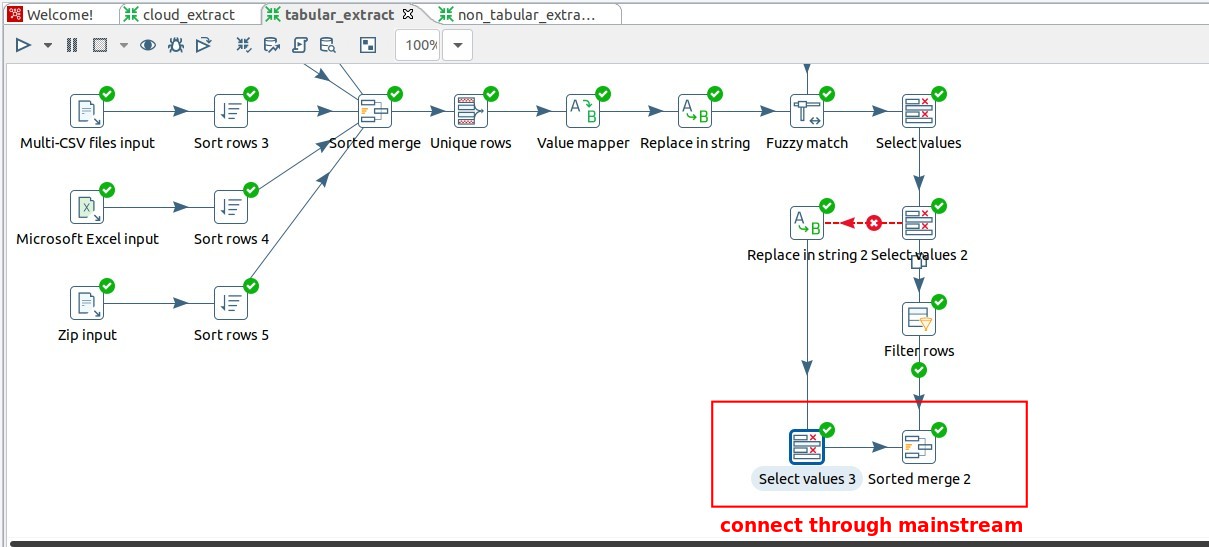 Welcome!
cloud_extract
tabular_extract
non_tabular_extra...
100%
Multi-CSV files input
Sort rows 3
Sorted merge
Unique rows
Value mapper
Replace in string
Fuzzy match
Select values
Microsoft Excel input
Sort rows 4
Replace in string 2
Select values 2
Zip input
Sort rows 5
Filter rows
Select values 3
Sorted merge 2
connect through mainstream